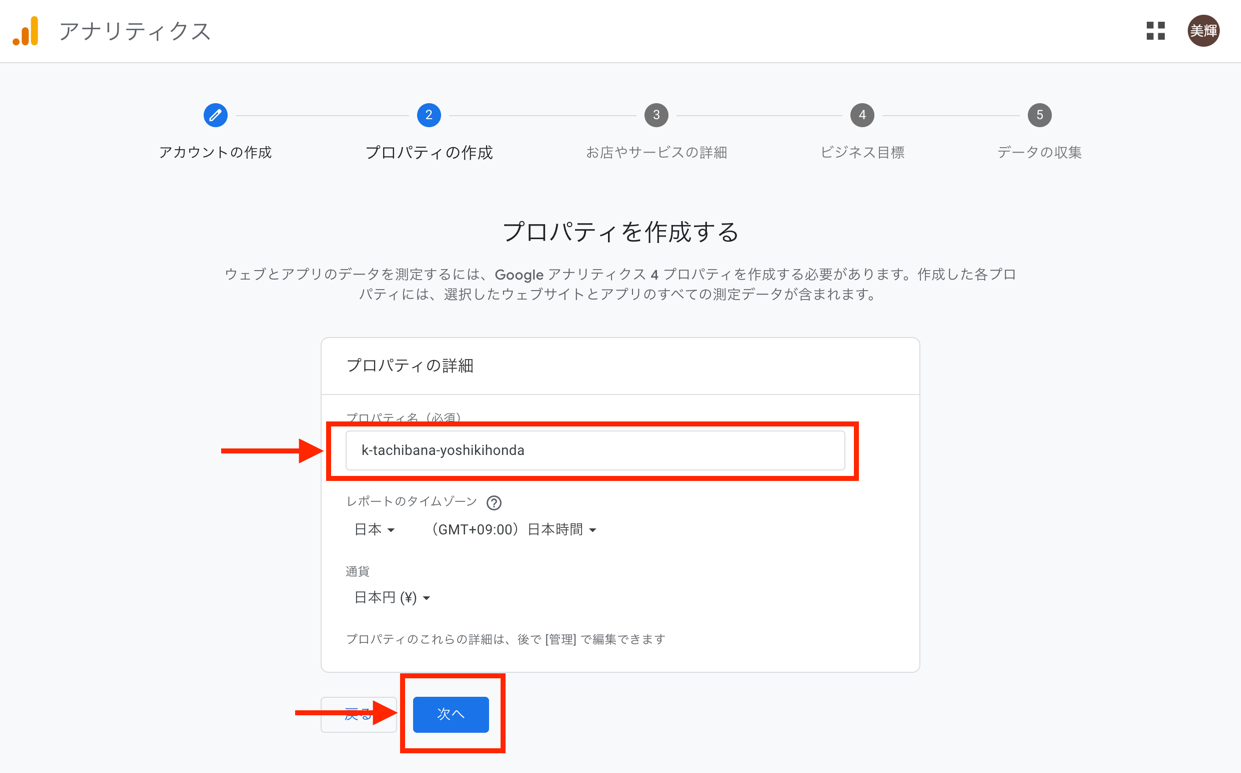 アナリティクス
美輝
2
3
4
5
アカウントの作成
プロパティの作成
お店やサービスの詳細
ビジネス目標
データの収集
プロパティを作成する
ウェブとアプリのデータを測定するには、Google アナリティクス 4 プロパティを作成する必要があります。作成した各プロ
パティには、選択したウェブサイトとアプリのすべての測定データが含まれます。
プロパティの詳細
プロパティ名（必須）
k-tachibana-yoshikihonda
レポートのタイムゾーン ?
日本 （GMT+09:00）日本時間
通貨
日本円 (¥)
プロパティのこれらの詳細は、後で [管理] で編集できます
戻る 次へ